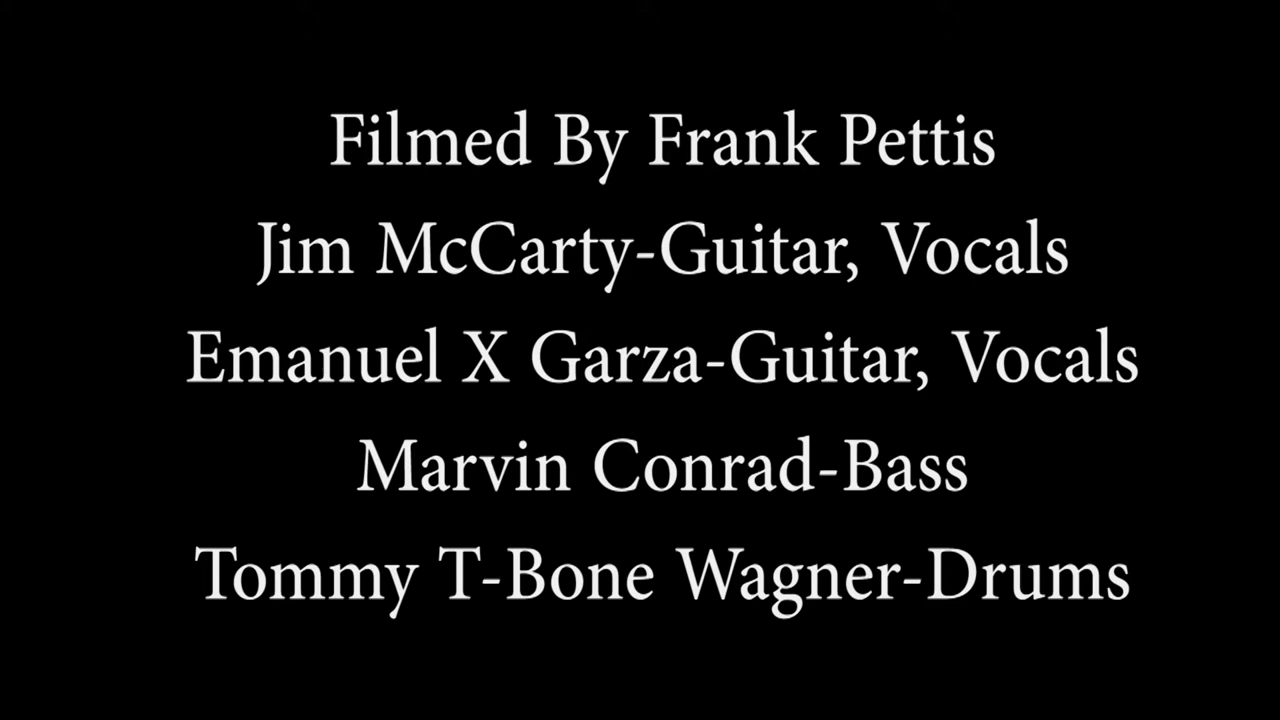 Filmed By Frank Pettis
Jim McCarty-Guitar, Vocals
Emanuel X Garza-Guitar, Vocals
Marvin Conrad-Bass
Tommy T-Bone Wagner-Drums